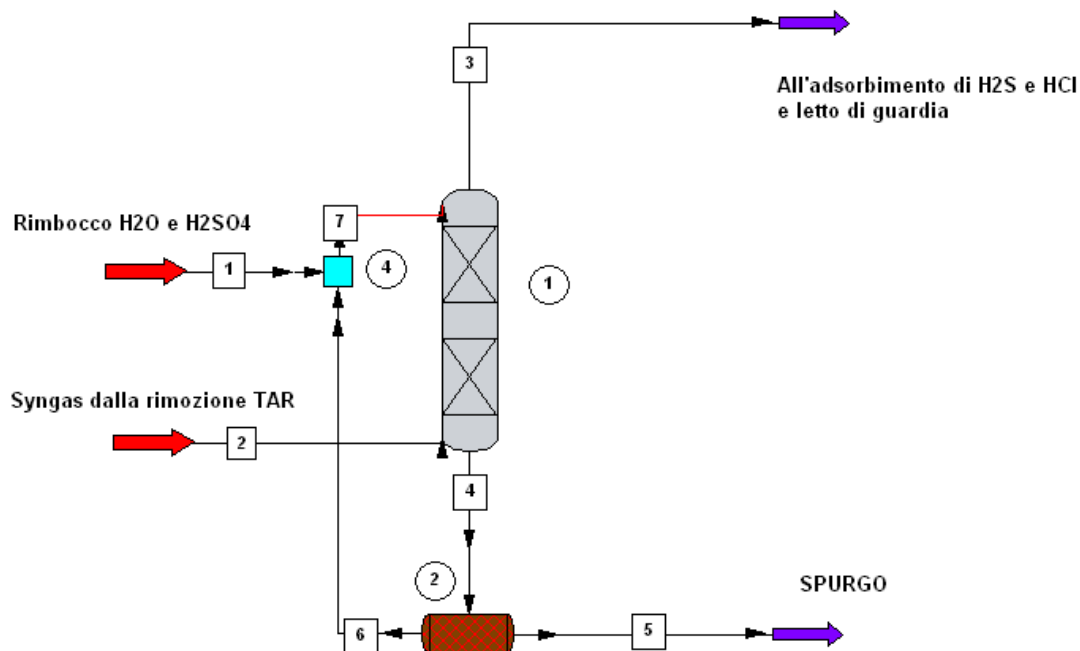 3
All'adsorbimento di H2S e HCl
e letto di guardia
Rimbocco H2O e H2SO4
7
1
4
1
Syngas dalla rimozione TAR
2
4
2
SPURGO
6
5